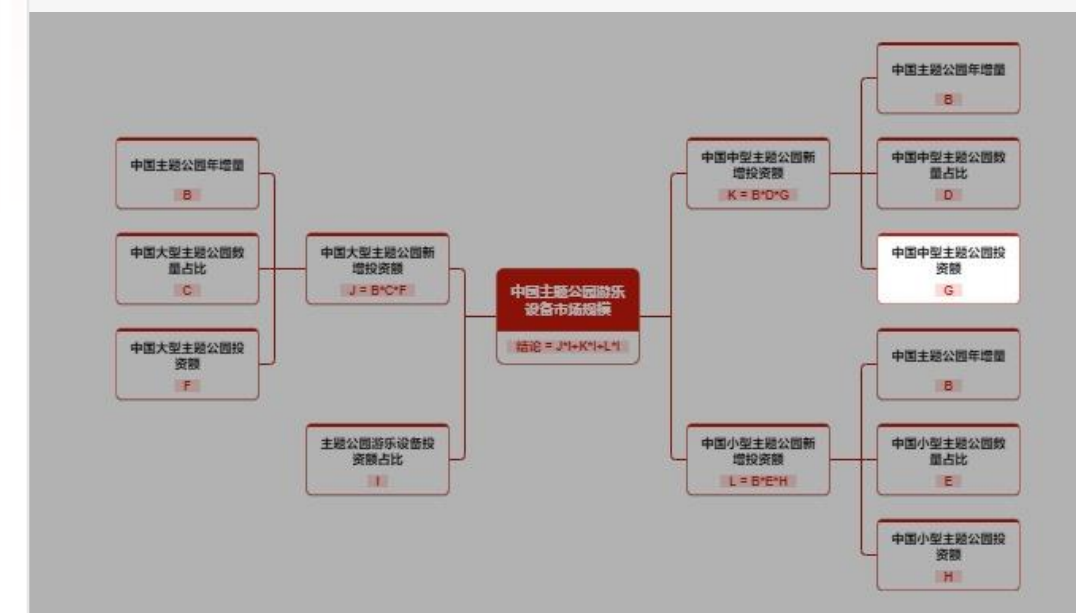 中国主题公园年增量
B
中国大型主题公园数
量占比
C
中国大型主题公园投
资额
F
中国大型主题公园新
增投资额
J = B*C*F
主题公园游乐设备投
资额占比
I
中国主题公园游乐
设备市场规模
结论 = J*I+K*I+L*I
中国中型主题公园新
增投资额
K = B*D*G
中国小型主题公园新
增投资额
L = B*E*H
中国主题公园年增量
B
中国中型主题公园数
量占比
D
中国中型主题公园投
资额
G
中国主题公园年增量
B
中国小型主题公园数
量占比
E
中国小型主题公园投
资额
H